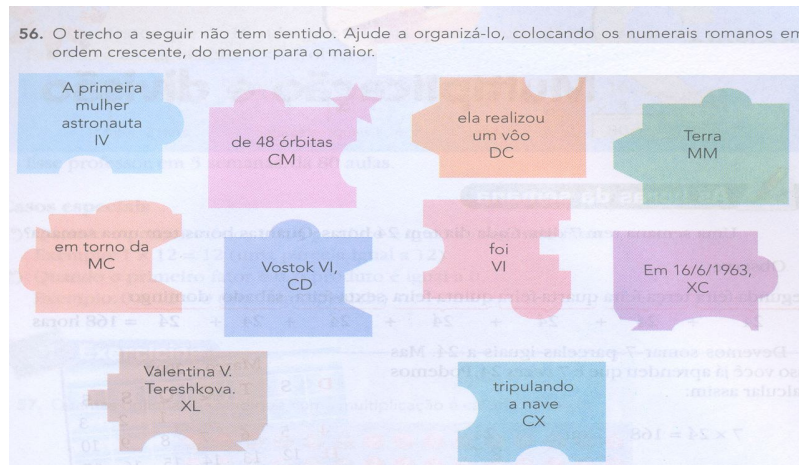 56. O trecho a seguir não tem sentido. Ajude a organizá-lo, colocando os numerais romanos em
ordem crescente, do menor para o maior.
A primeira
mulher
astronauta
IV
de 48 órbitas
CM
ela realizou
um vôo
DC
Terra
MM
em torno da
MC
Vostok VI,
CD
foi
VI
Em 16/6/1963,
XC
Valentina V.
Tereshkova.
XL
tripulando
a nave
CX